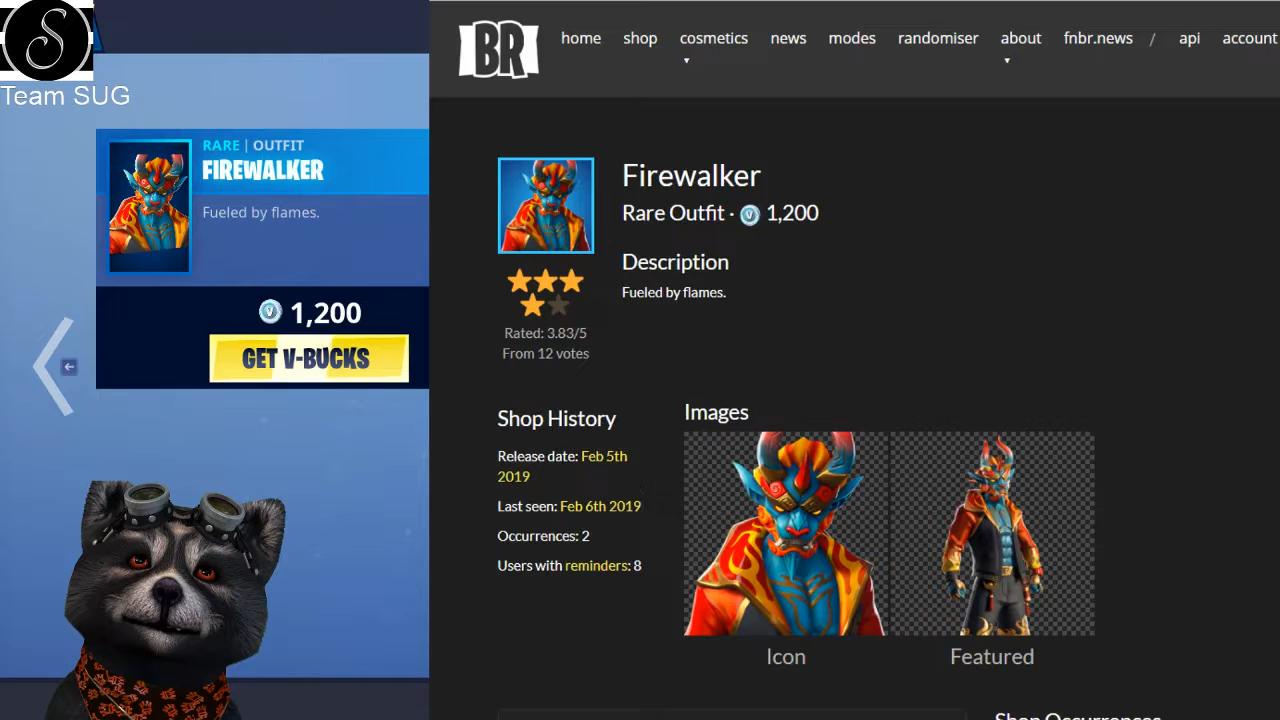 S
Team SUG
RARE | OUTFIT
FIREWALKER
Fueled by flames.
1,200
GET V-BUCKS
BR
home shop cosmetics news modes randomiser about fnbr.news / api account
Firewalker
Rare Outfit · V 1,200
Description
Fueled by flames.
Rated: 3.83/5
From 12 votes
Shop History
Release date: Feb 5th
2019
Last seen: Feb 6th 2019
Occurrences: 2
Users with reminders: 8
Images
Icon
Featured
Shop Occurrences